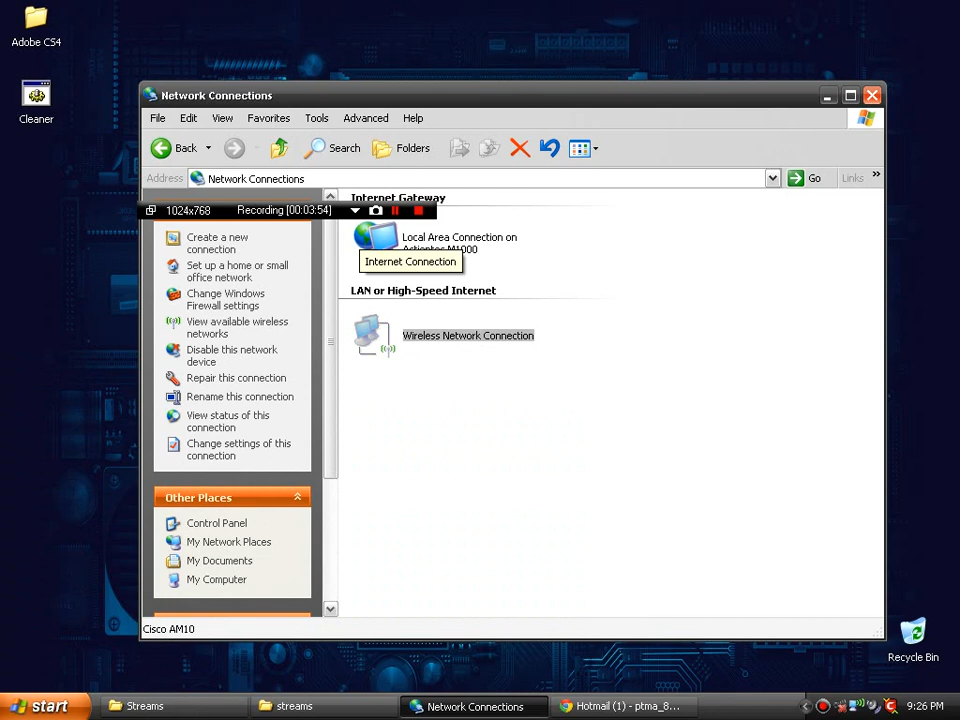 Adobe CS4
Cleaner
Network Connections
File Edit View Favorites Tools Advanced Help
Back Search Folders
Address Network Connections Go Links »
Internet Gateway
1024x768 Recording [00:03:54]
Local Area Connection on
Internet Connection
LAN or High-Speed Internet
Wireless Network Connection
Create a new
connection
Set up a home or small
office network
Change Windows
Firewall settings
View available wireless
networks
Disable this network
device
Repair this connection
Rename this connection
View status of this
connection
Change settings of this
connection
Other Places
Control Panel
My Network Places
My Documents
My Computer
Cisco AM10
Recycle Bin
start Streams streams Network Connections Hotmail (1) - ptma_8... 9:26 PM